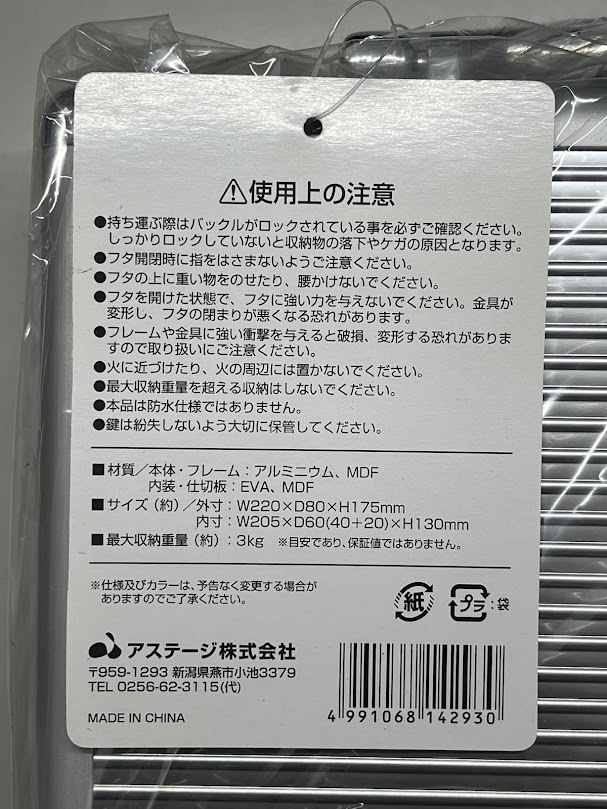 ⚠使用上の注意
●持ち運ぶ際はバックルがロックされている事を必ずご確認ください。
しっかりロックしていないと収納物の落下やケガの原因となります。
●フタ開閉時に指をはさまないようご注意ください。
●フタの上に重い物をのせたり、腰かけないでください。
●フタを開けた状態で、フタに強い力を与えないでください。金具が
変形し、フタの閉まりが悪くなる恐れがあります。
●フレームや金具に強い衝撃を与えると破損、変形する恐れがありま
すので取り扱いにご注意ください。
●火に近づけたり、火の周辺には置かないでください。
●最大収納重量を超える収納はしないでください。
●本品は防水仕様ではありません。
●鍵は紛失しないよう大切に保管してください。
■材質／本体・フレーム：アルミニウム、MDF
内装・仕切板：EVA、MDF
■サイズ（約）／外寸：W220×D80×H175mm
内寸：W205×D60(40＋20)×H130mm
■最大収納重量（約）：3kg ※目安であり、保証値ではありません。
※仕様及びカラーは、予告なく変更する場合が
ありますのでご了承ください。
紙 プラ：袋
アステージ株式会社
〒959-1293 新潟県燕市小池3379
TEL 0256-62-3115(代)
MADE IN CHINA
4 991068 142930